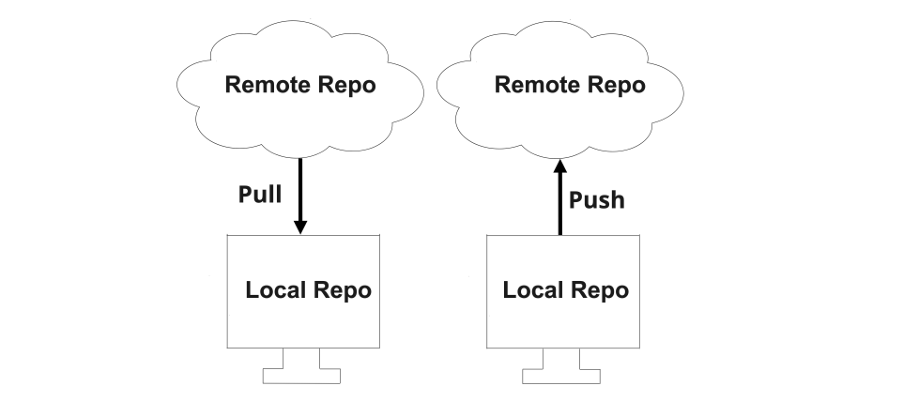 Remote Repo
Remote Repo
Pull
Push
Local Repo
Local Repo